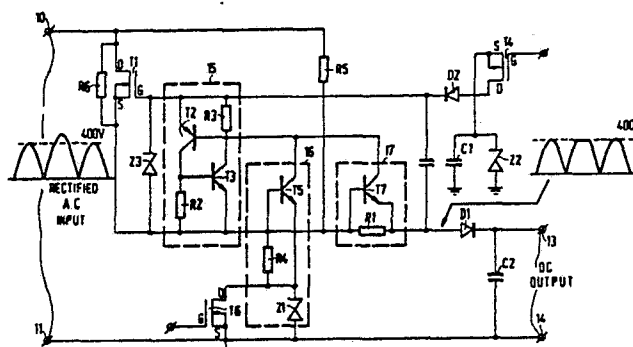 10
R6
D
T1
G
S
400V
RECTIFIED
A.C
INPUT
11
Z3
15
T2
R3
T3
R2
R5
16
T5
R4
D
G
T6
S
Z1
17
T7
R1
D2
S
T4
G
D
C1
Z2
400
D1
13
C2
DC
OUTPUT
14